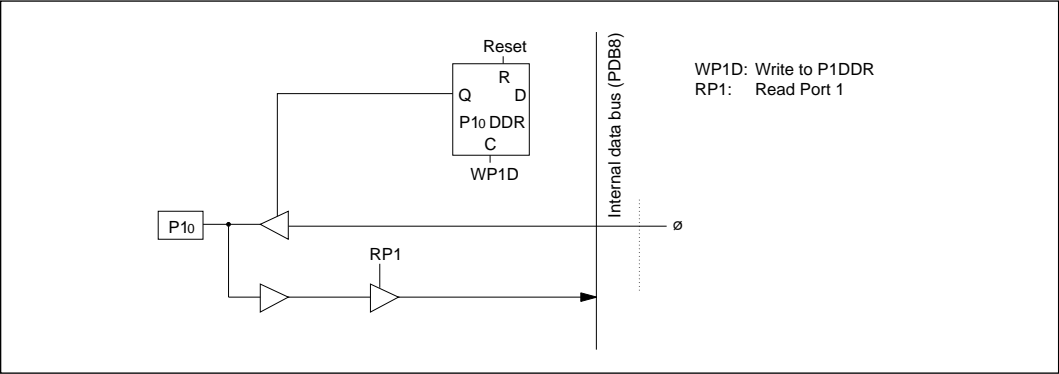 Reset
R
Q D
P10 DDR
C
WP1D
Internal data bus (PDB8)
WP1D: Write to P1DDR
RP1: Read Port 1
P10
ø
RP1